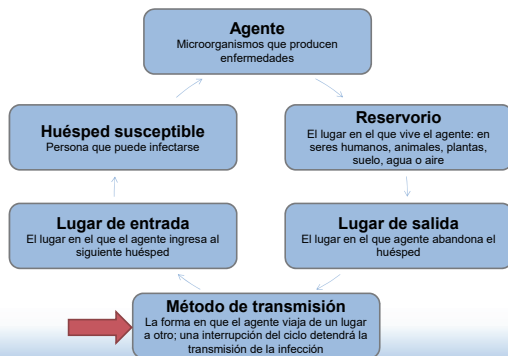 Agente
Microorganismos que producen
enfermedades
Huésped susceptible
Persona que puede infectarse
Reservorio
El lugar en el que vive el agente: en
seres humanos, animales, plantas,
suelo, agua o aire
Lugar de entrada
El lugar en el que el agente ingresa al
siguiente huésped
Lugar de salida
El lugar en el que agente abandona el
huésped
Método de transmisión
La forma en que el agente viaja de un lugar
a otro; una interrupción del ciclo detendrá la
transmisión de la infección